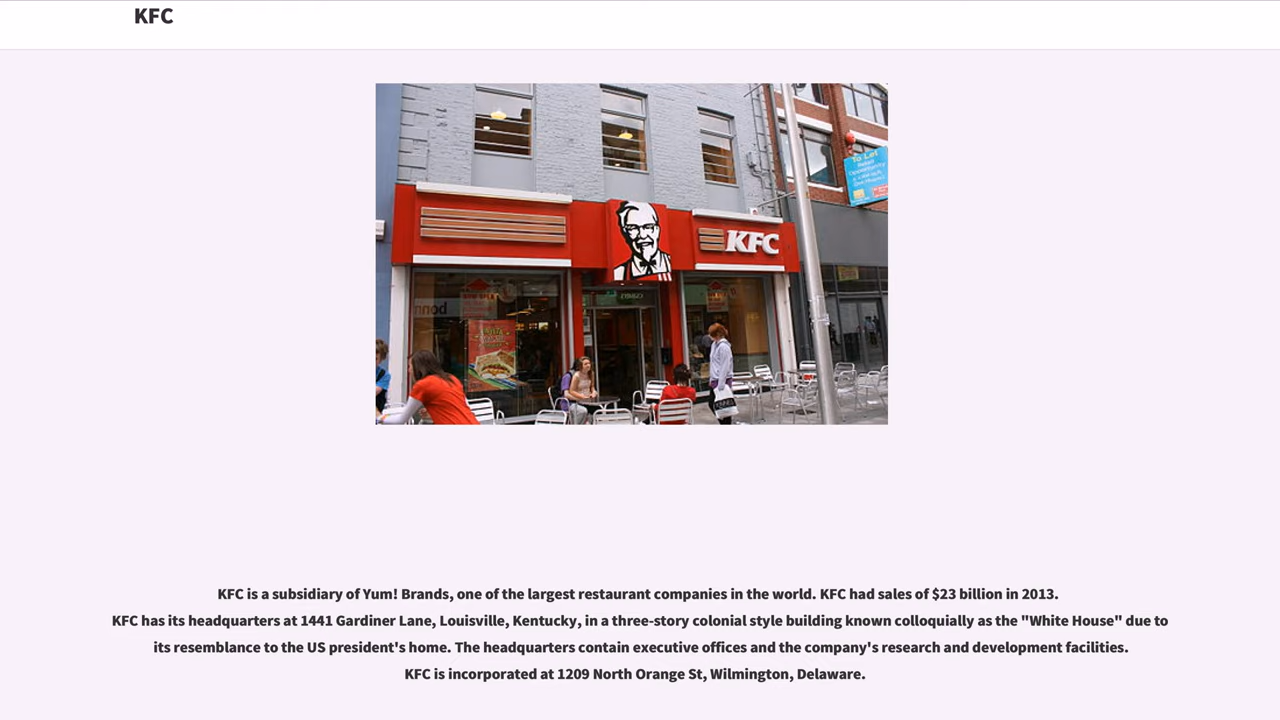 KFC
To Let
KFC
KFC is a subsidiary of Yum! Brands, one of the largest restaurant companies in the world. KFC had sales of $23 billion in 2013.
KFC has its headquarters at 1441 Gardiner Lane, Louisville, Kentucky, in a three-story colonial style building known colloquially as the "White House" due to
its resemblance to the US president's home. The headquarters contain executive offices and the company's research and development facilities.
KFC is incorporated at 1209 North Orange St, Wilmington, Delaware.